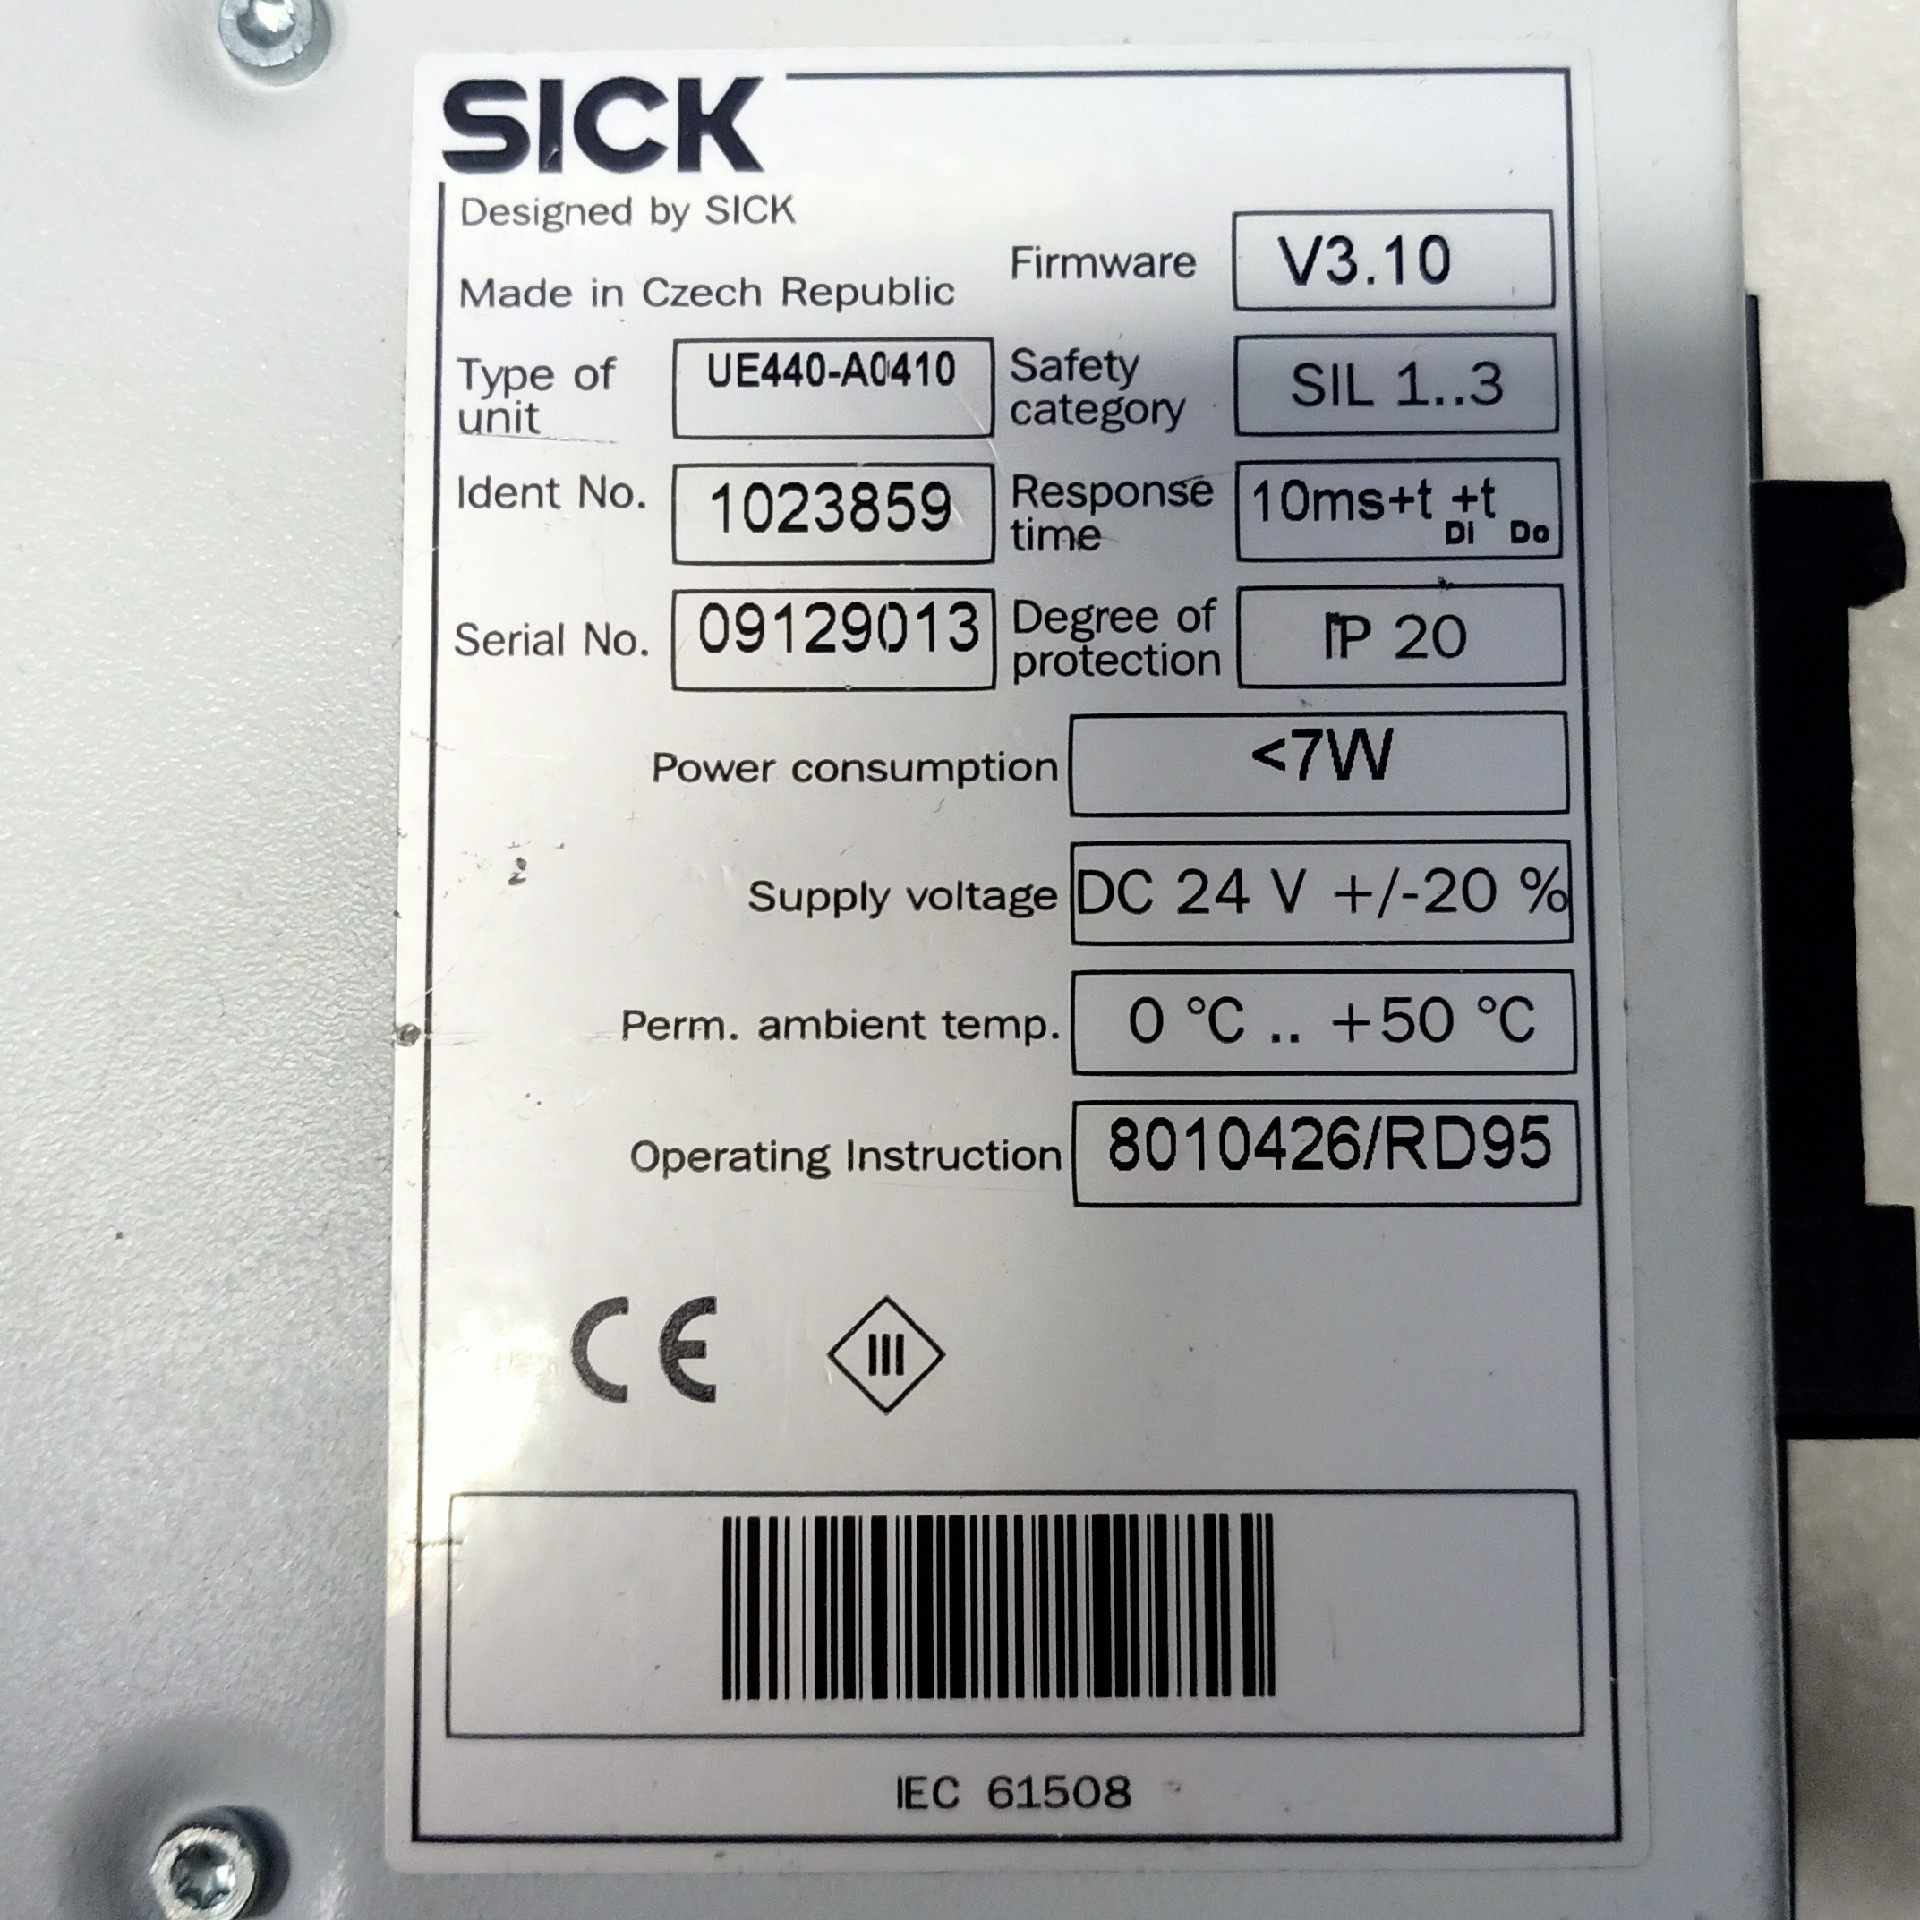 SICK
Designed by SICK
Made in Czech Republic
Firmware V3.10
Type of unit UE440-A0410
Safety category SIL 1..3
Ident No. 1023859
Response time 10ms+t DI +t Do
Serial No. 09129013
Degree of protection IP 20
Power consumption <7W
Supply voltage DC 24 V +/-20 %
Perm. ambient temp. 0 °C .. +50 °C
Operating Instruction 8010426/RD95
CE III
IEC 61508